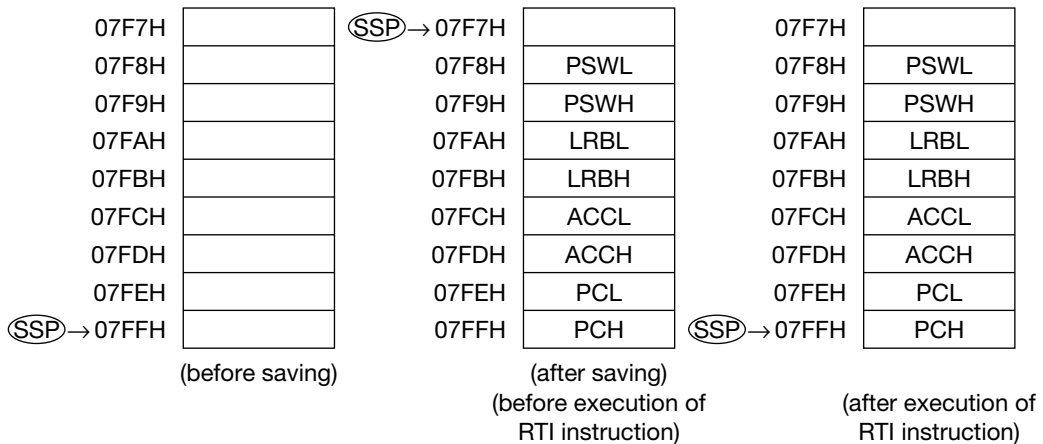 07F7H SSP → 07F7H 07F7H
07F8H 07F8H PSWL 07F8H PSWL
07F9H 07F9H PSWH 07F9H PSWH
07FAH 07FAH LRBL 07FAH LRBL
07FBH 07FBH LRBH 07FBH LRBH
07FCH 07FCH ACCL 07FCH ACCL
07FDH 07FDH ACCH 07FDH ACCH
07FEH 07FEH PCL 07FEH PCL
SSP → 07FFH 07FFH PCH SSP → 07FFH PCH
(before saving) (after saving)
(before execution of (after execution of
RTI instruction) RTI instruction)